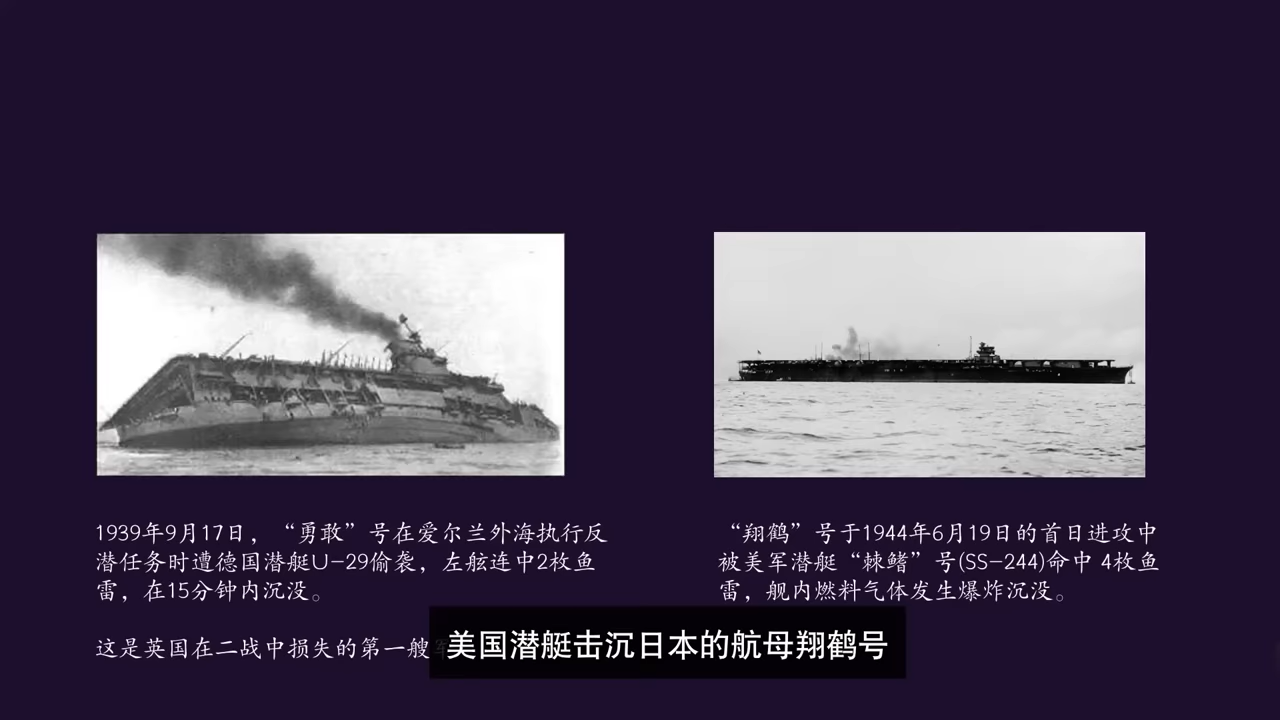 1939年9月17日，“勇敢”号在爱尔兰外海执行反
潜任务时遭德国潜艇U-29偷袭，左舷连中2枚鱼
雷，在15分钟内沉没。
这是英国在二战中损失的第一艘
“翔鹤”号于1944年6月19日的首日进攻中
被美军潜艇“棘鳍”号(SS-244)命中 4枚鱼
雷，舰内燃料气体发生爆炸沉没。
美国潜艇击沉日本的航母翔鹤号